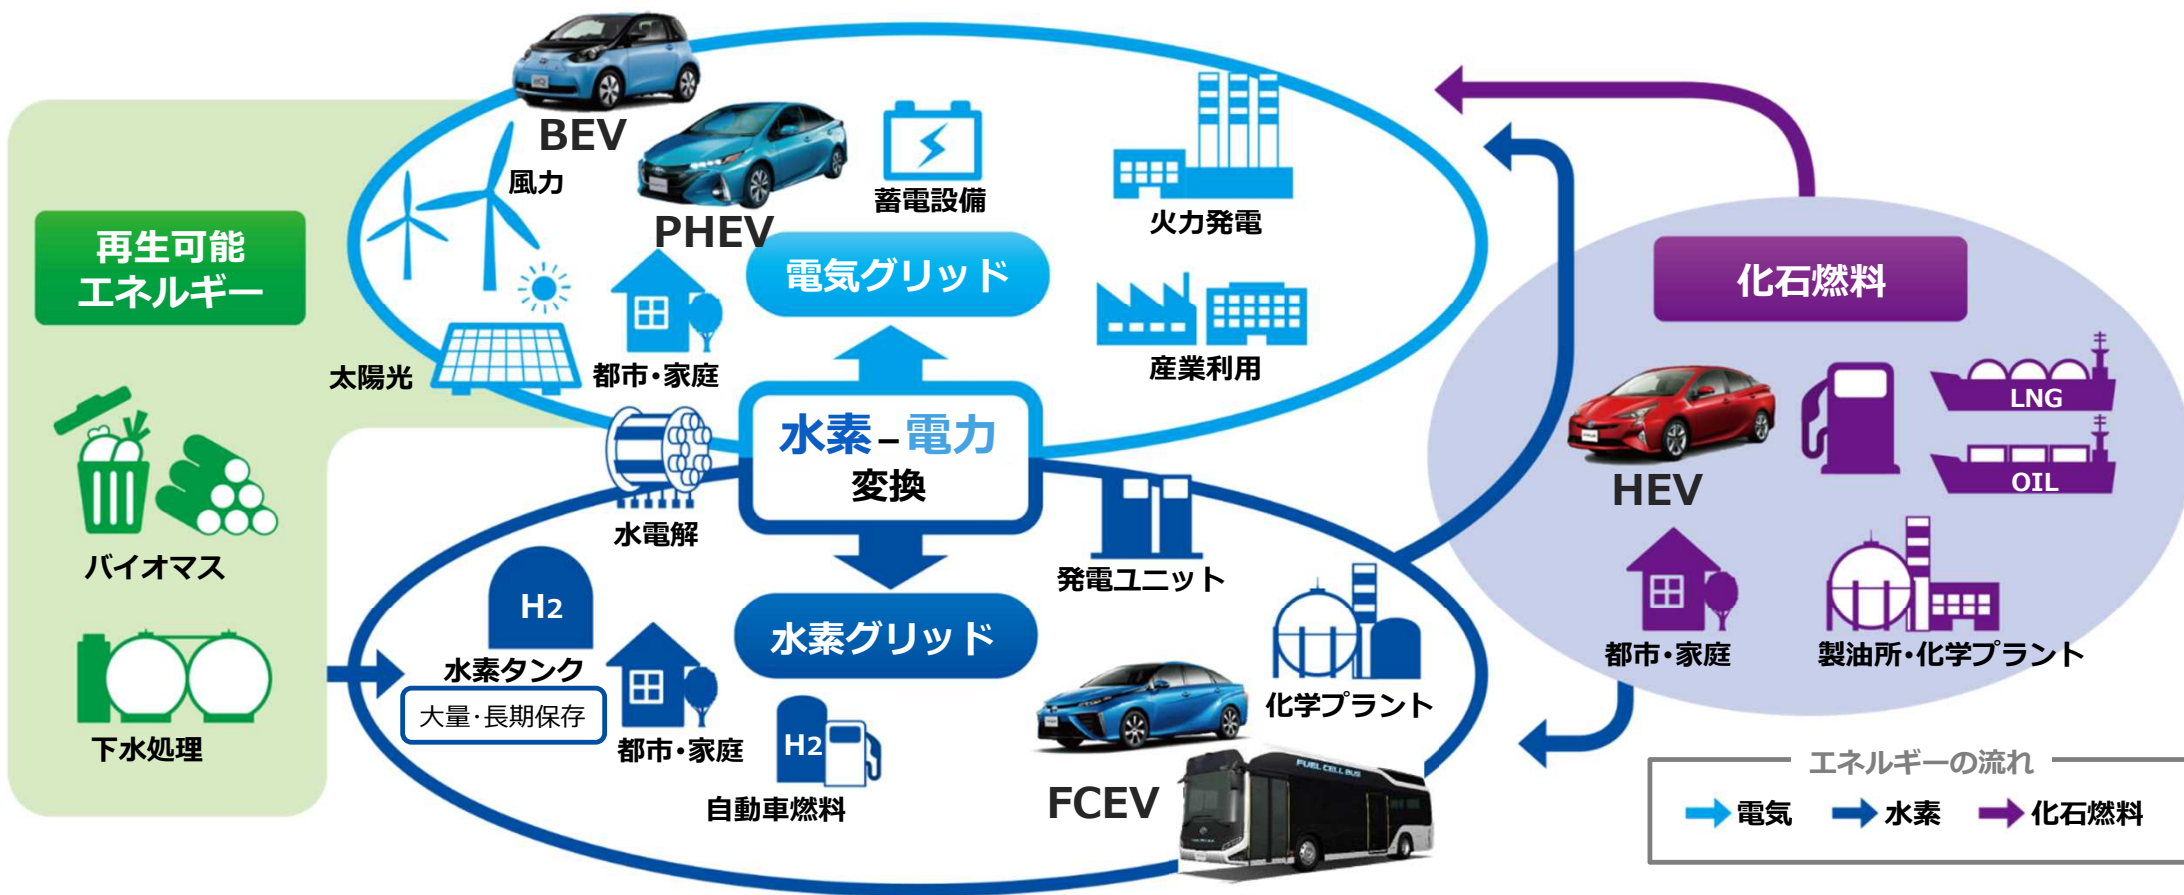 BEV
風力
PHEV
蓄電設備
火力発電
再生可能
エネルギー
電気グリッド
化石燃料
太陽光
都市・家庭
産業利用
水素－電力
変換
LNG
OIL
HEV
バイオマス
水電解
発電ユニット
H2
水素グリッド
水素タンク
大量・長期保存
都市・家庭
H2
自動車燃料
化学プラント
都市・家庭
製油所・化学プラント
下水処理
FCEV
FUEL CELL BUS
エネルギーの流れ
電気
水素
化石燃料